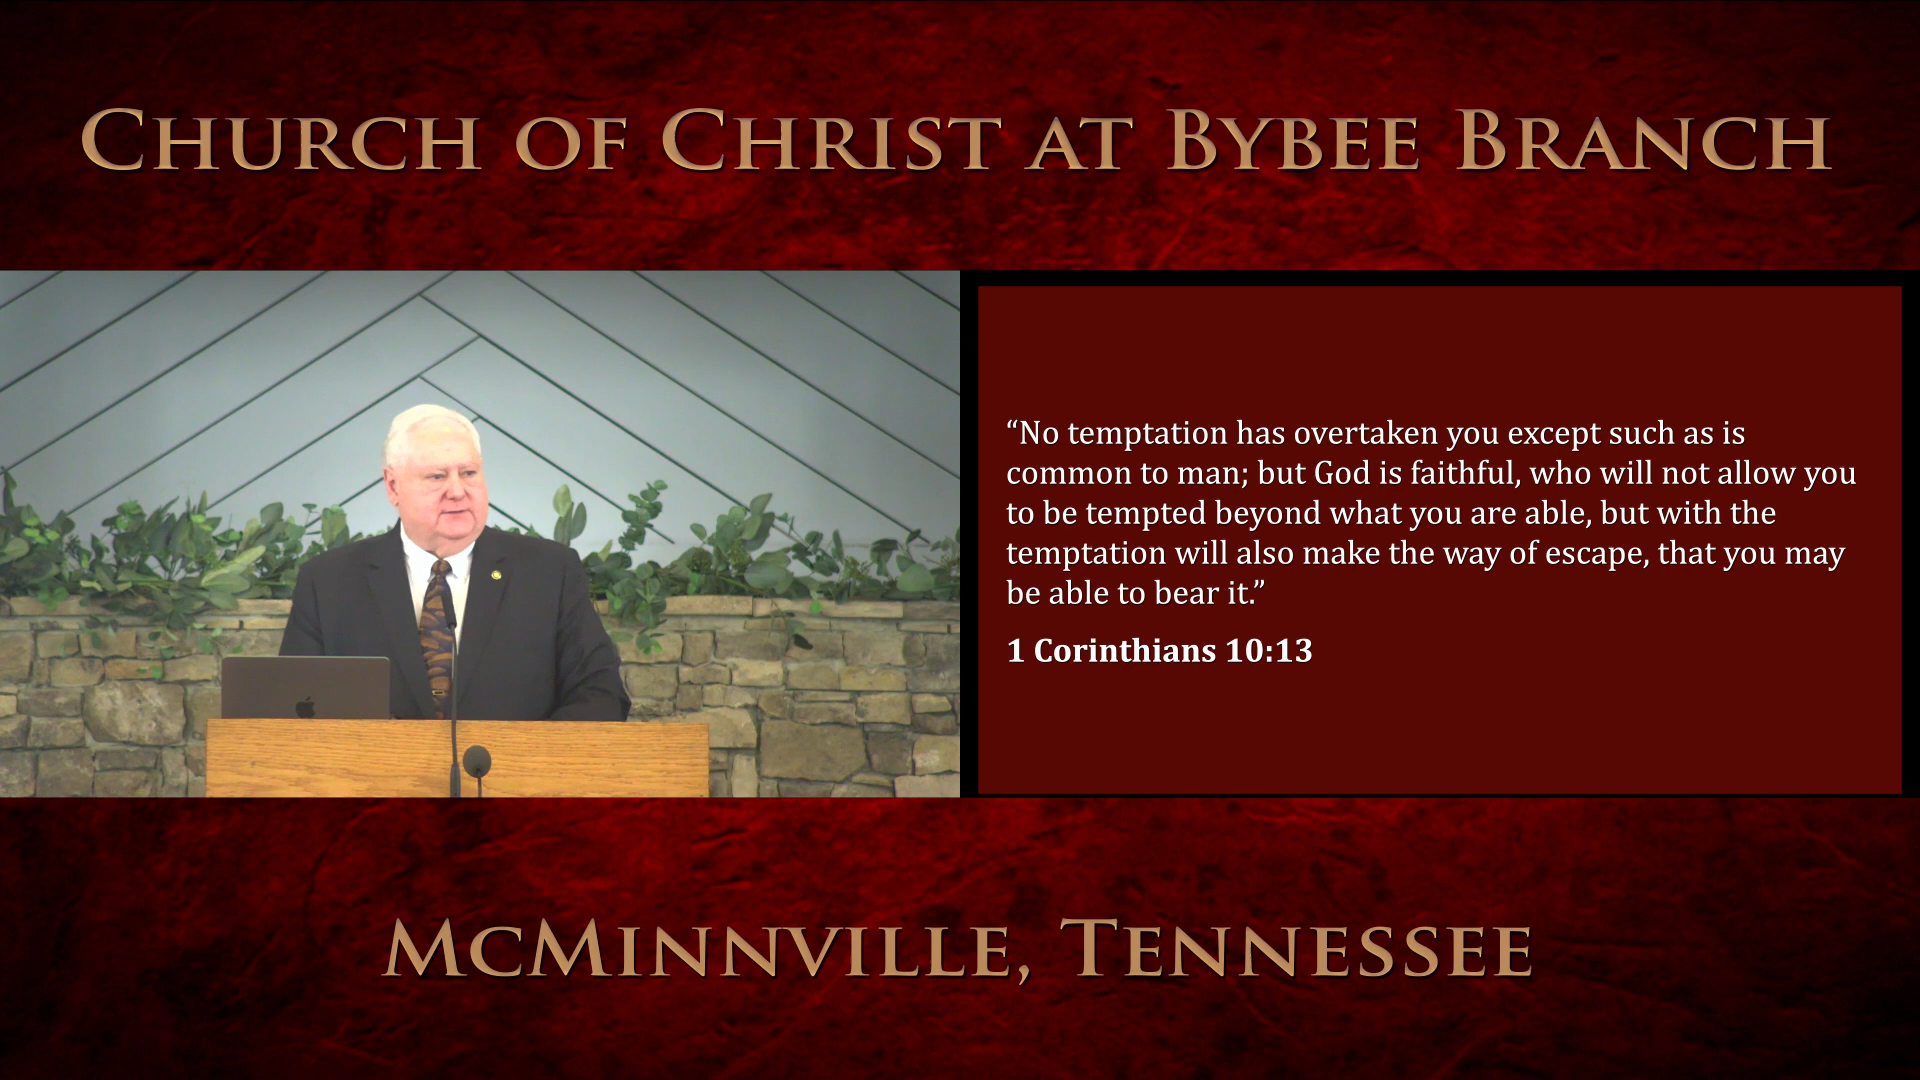 Church of Christ at Bybee Branch
“No temptation has overtaken you except such as is
common to man; but God is faithful, who will not allow you
to be tempted beyond what you are able, but with the
temptation will also make the way of escape, that you may
be able to bear it.”
1 Corinthians 10:13
McMinnville, Tennessee